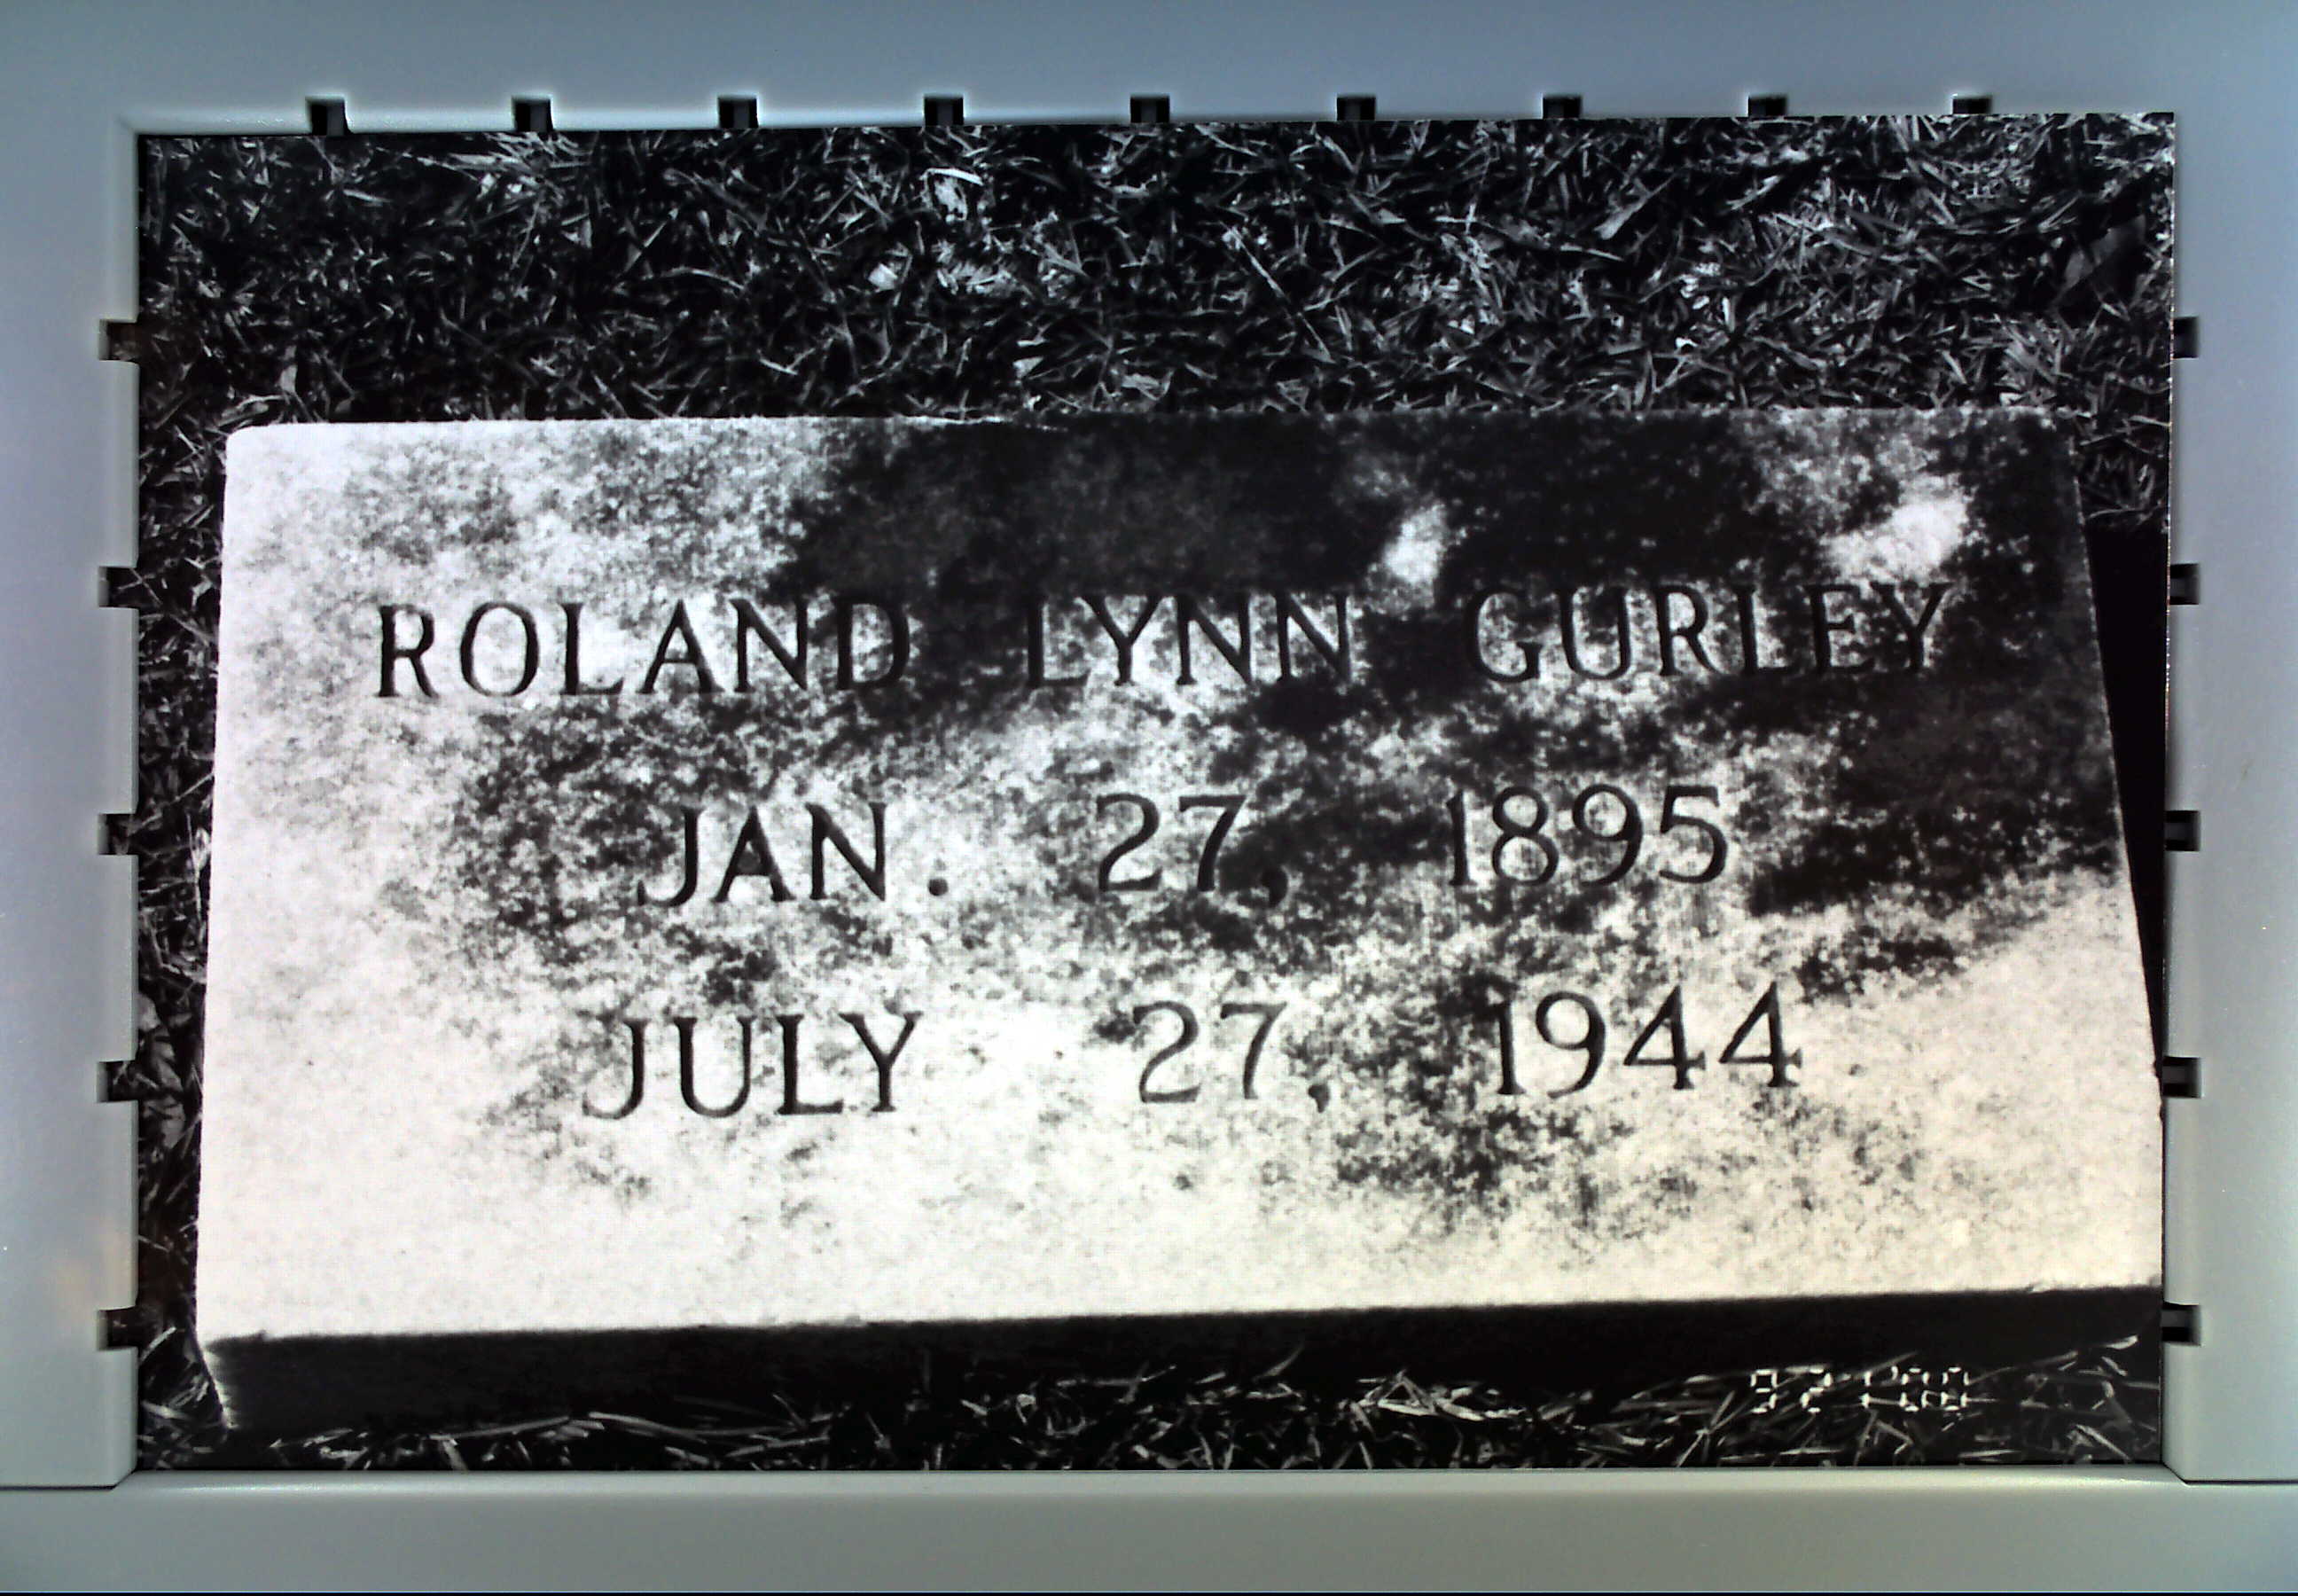 ROLAND LYNN GURLEY
JAN. 27, 1895
JULY 27, 1944